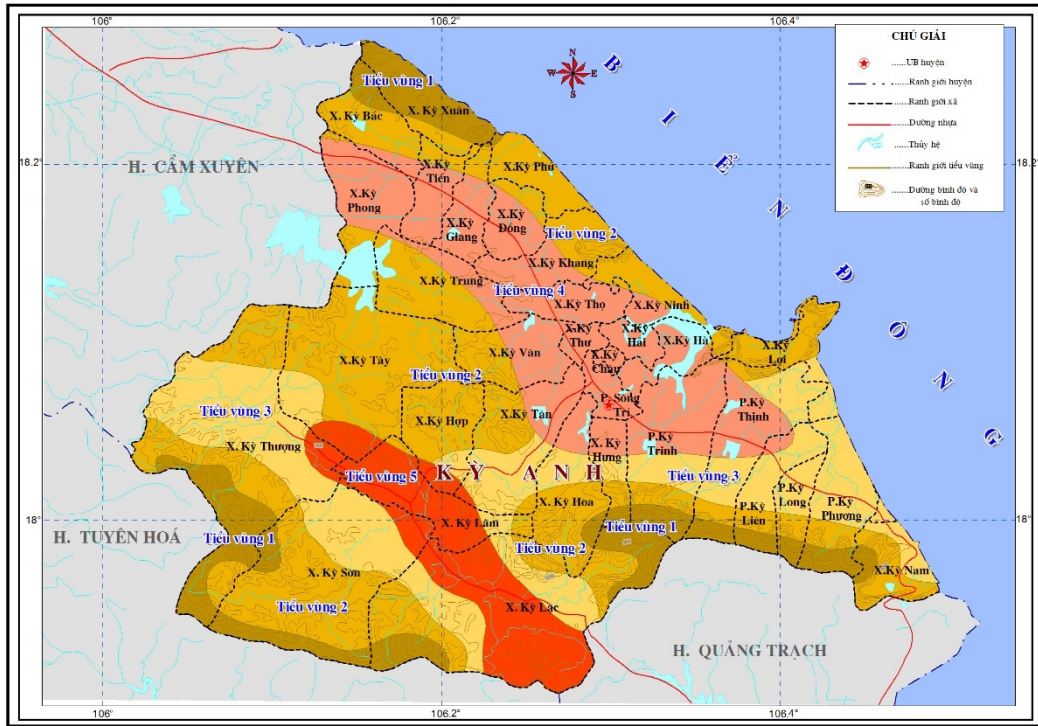 106°
106.2°
106.4°
CHÚ GIẢI
......UB huyện
......Ranh giới huyện
......Ranh giới xã
......Đường nhựa
......Thủy hệ
......Ranh giới tiểu vùng
......Đường bình độ và
số bình độ
N
W E
S
B I Ể N Đ Ô N G
Tiểu vùng 1
X. Kỳ Bắc
X. Kỳ Xuân
18.2°
18.2°
H. CẨM XUYÊN
X.Kỳ
Tiến
X.Kỳ Phú
X.Kỳ
Phong
X.Kỳ
Giang
X.Kỳ
Đồng
Tiểu vùng 2
X.Kỳ Khang
X.Kỳ Trung
Tiểu vùng 4
X.Kỳ Thọ
X.Kỳ Ninh
X.Kỳ
Thư
X.Kỳ
Hải
X.Kỳ Hà
X.Kỳ
Lợi
X.Kỳ Tây
X.Kỳ Văn
X.Kỳ
Châu
Tiểu vùng 2
P. Sông
Trí
P.Kỳ
Thịnh
Tiểu vùng 3
X.Kỳ Hợp
X.Kỳ Tân
X. Kỳ
Hưng
P.Kỳ
Trinh
X. Kỳ Thượng
Tiểu vùng 5
K Ỳ A N H
Tiểu vùng 3
X. Kỳ Hoa
P.Kỳ
Long
P.Kỳ
Phương
P.Kỳ
Liên
18°
18°
X. Kỳ Lâm
Tiểu vùng 1
H. TUYÊN HOÁ
Tiểu vùng 1
Tiểu vùng 2
X. Kỳ Sơn
X.Kỳ Nam
Tiểu vùng 2
X. Kỳ Lạc
H. QUẢNG TRẠCH
106°
106.2°
106.4°